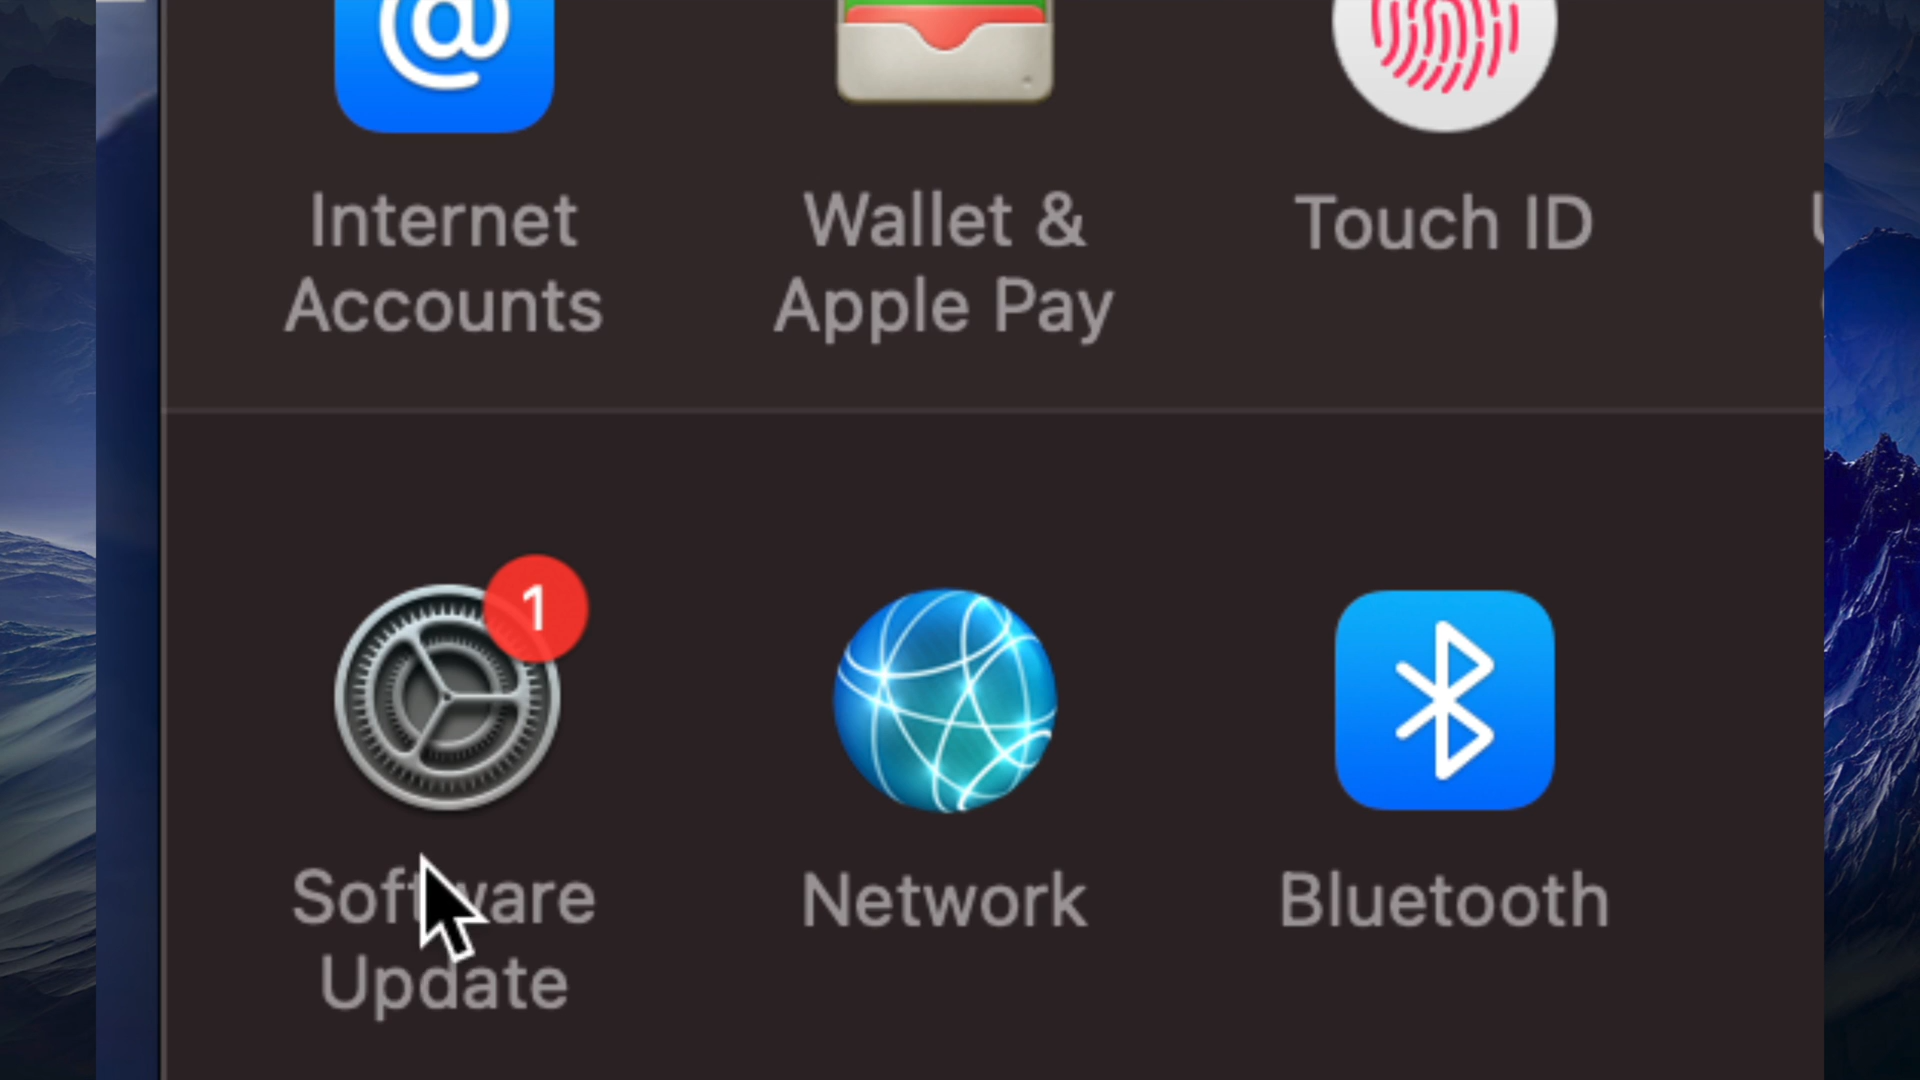 @
Internet
Accounts
Wallet &
Apple Pay
Touch ID
1
Software
Update
Network
Bluetooth